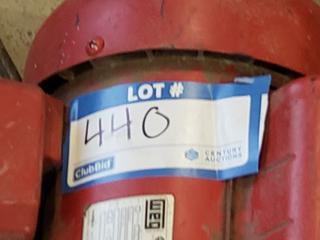 LOT #
440
ClubBid
CENTURY
AUCTIONS